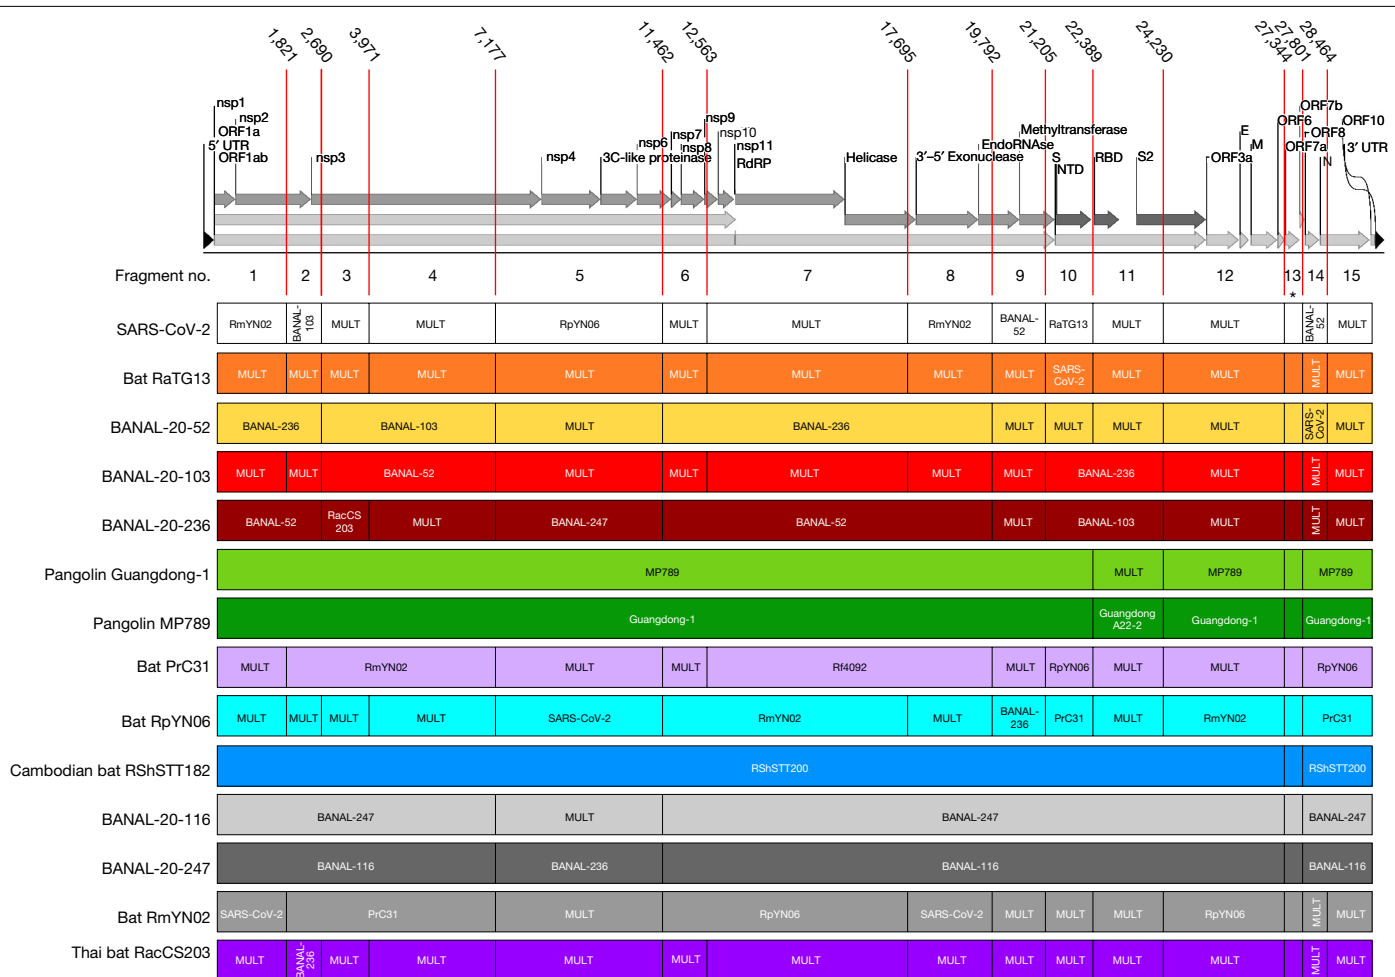 1,821 2,690 3,971 7,177 11,462 12,563 17,695 19,792 21,205 22,389 24,230 27,344 27,801 28,464
nsp1 ORF7b
nsp2 nsp9 ORF6 ORF10
ORF1a nsp7 nsp10 Methyltransferase E ORF8
5′ UTR nsp6 nsp8 nsp11 EndoRNAse M ORF7a 3′ UTR
ORF1ab nsp3 nsp4 3C-like proteinase RdRP Helicase 3′–5′ Exonuclease S NTD RBD S2 ORF3a N
Fragment no. 1 2 3 4 5 6 7 8 9 10 11 12 13 14 15
*
SARS-CoV-2 RmYN02 BANAL-103 MULT MULT RpYN06 MULT MULT RmYN02 BANAL-52 RaTG13 MULT MULT BANAL-52 MULT
Bat RaTG13 MULT MULT MULT MULT MULT MULT MULT MULT MULT SARS-CoV-2 MULT MULT MULT MULT
BANAL-20-52 BANAL-236 BANAL-103 MULT BANAL-236 MULT MULT MULT MULT SARS-CoV-2 MULT
BANAL-20-103 MULT MULT BANAL-52 MULT MULT MULT MULT MULT BANAL-236 MULT MULT MULT
BANAL-20-236 BANAL-52 RacCS203 MULT BANAL-247 BANAL-52 MULT BANAL-103 MULT MULT MULT
Pangolin Guangdong-1 MP789 MULT MP789 MP789
Pangolin MP789 Guangdong-1 Guangdong A22-2 Guangdong-1 Guangdong-1
Bat PrC31 MULT RmYN02 MULT MULT Rf4092 MULT RpYN06 MULT MULT RpYN06
Bat RpYN06 MULT MULT MULT MULT SARS-CoV-2 RmYN02 MULT BANAL-236 PrC31 MULT RmYN02 PrC31
Cambodian bat RShSTT182 RShSTT200 RShSTT200
BANAL-20-116 BANAL-247 MULT BANAL-247 BANAL-247
BANAL-20-247 BANAL-116 BANAL-236 BANAL-116 BANAL-116
Bat RmYN02 SARS-CoV-2 PrC31 MULT RpYN06 SARS-CoV-2 MULT MULT MULT RpYN06 MULT MULT
Thai bat RacCS203 MULT BANAL-236 MULT MULT MULT MULT MULT MULT MULT MULT MULT MULT MULT MULT